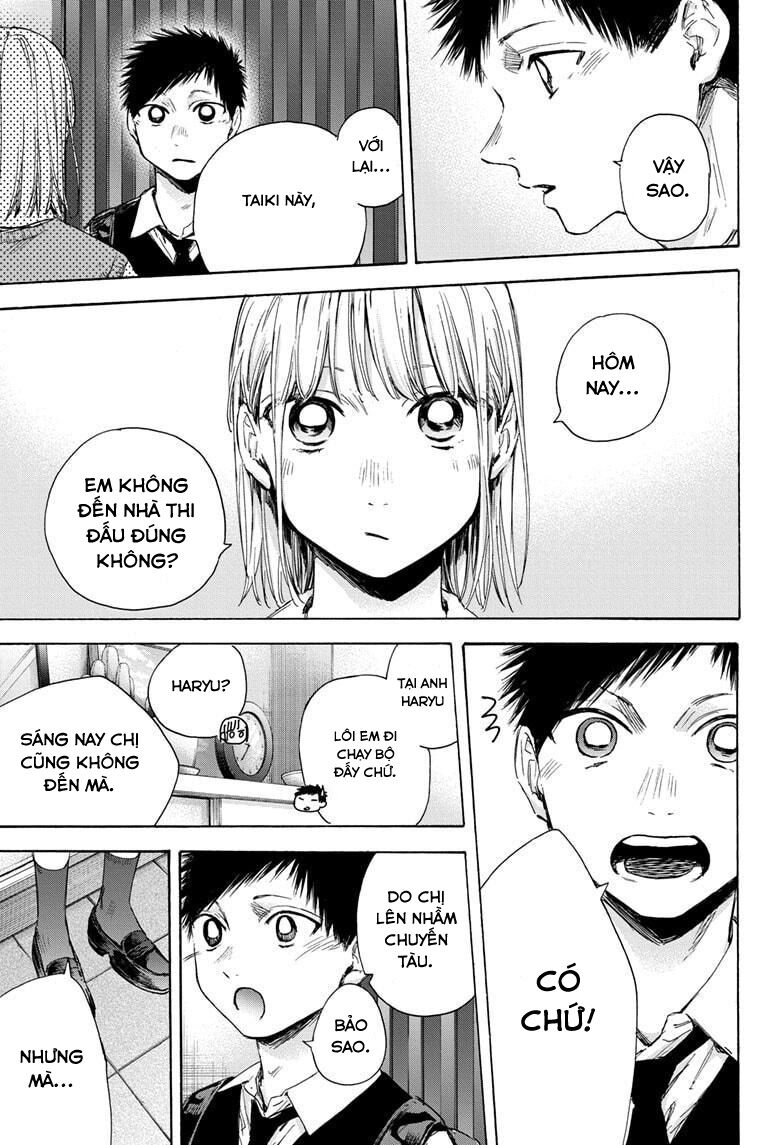 VẬY
SAO.
VỚI
LẠI...
TAIKI NÀY,
HÔM
NAY...
EM KHÔNG
ĐẾN NHÀ THI
ĐẤU ĐÚNG
KHÔNG?
CÓ
CHỨ!
TẠI ANH
HARYU
LÔI EM ĐI
CHẠY BỘ
ĐẤY CHỨ.
HARYU?
SÁNG NAY CHỊ
CŨNG KHÔNG
ĐẾN MÀ.
DO CHỊ
LÊN NHẦM
CHUYẾN
TÀU.
BẢO
SAO.
NHƯNG
MÀ...